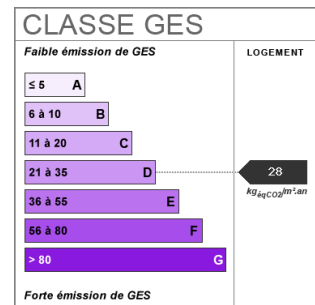 CLASSE GES
Faible émission de GES
LOGEMENT
≤ 5 A
6 à 10 B
11 à 20 C
21 à 35 D
28
kgéqCO2/m².an
36 à 55 E
56 à 80 F
> 80 G
Forte émission de GES